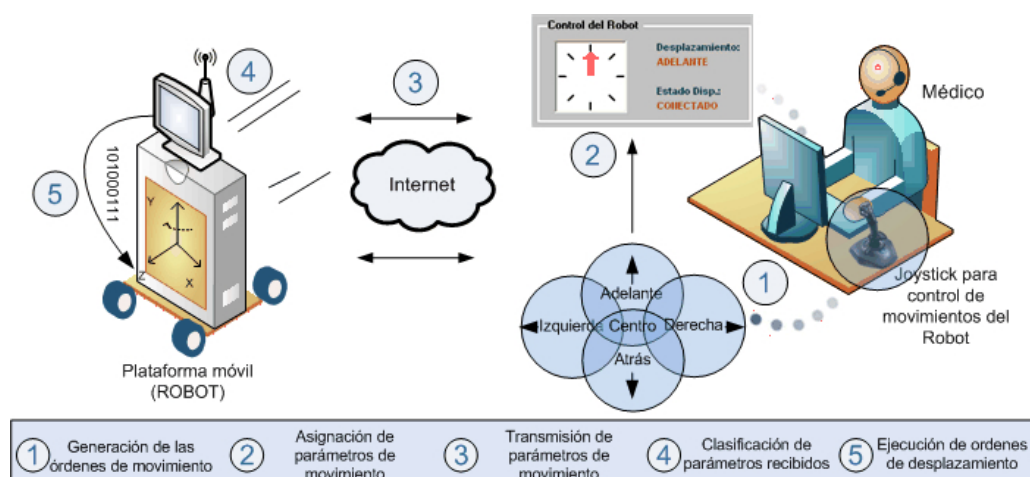 Control del Robot
Desplazamiento:
ADELANTE
Estado Disp.:
CONECTADO
4
3
2
Médico
5
101000111
Internet
Y
Z
X
1
Adelante
Izquierda
Centro
Derecha
Atrás
Joystick para
control de
movimientos del
Robot
Plataforma móvil
(ROBOT)
1 Generación de las
órdenes de movimiento
2 Asignación de
parámetros de
movimiento
3 Transmisión de
parámetros de
movimiento
4 Clasificación de
parámetros recibidos
5 Ejecución de ordenes
de desplazamiento